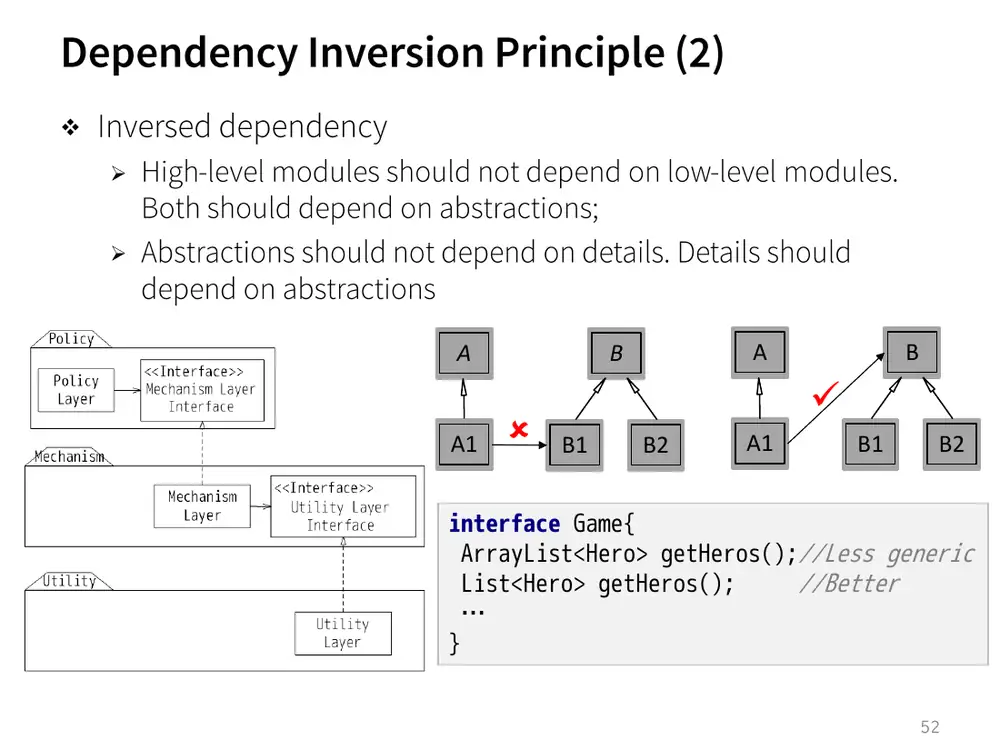 Dependency Inversion Principle (2)
❖ Inversed dependency
➢ High-level modules should not depend on low-level modules.
Both should depend on abstractions;
➢ Abstractions should not depend on details. Details should
depend on abstractions
Policy
Policy
Layer
<<Interface>>
Mechanism Layer
Interface
Mechanism
Mechanism
Layer
<<Interface>>
Utility Layer
Interface
Utility
Utility
Layer
A
B
A1
✘
B1
B2
A
B
✓
A1
B1
B2
interface Game{
ArrayList<Hero> getHeros();//Less generic
List<Hero> getHeros(); //Better
…
}
52